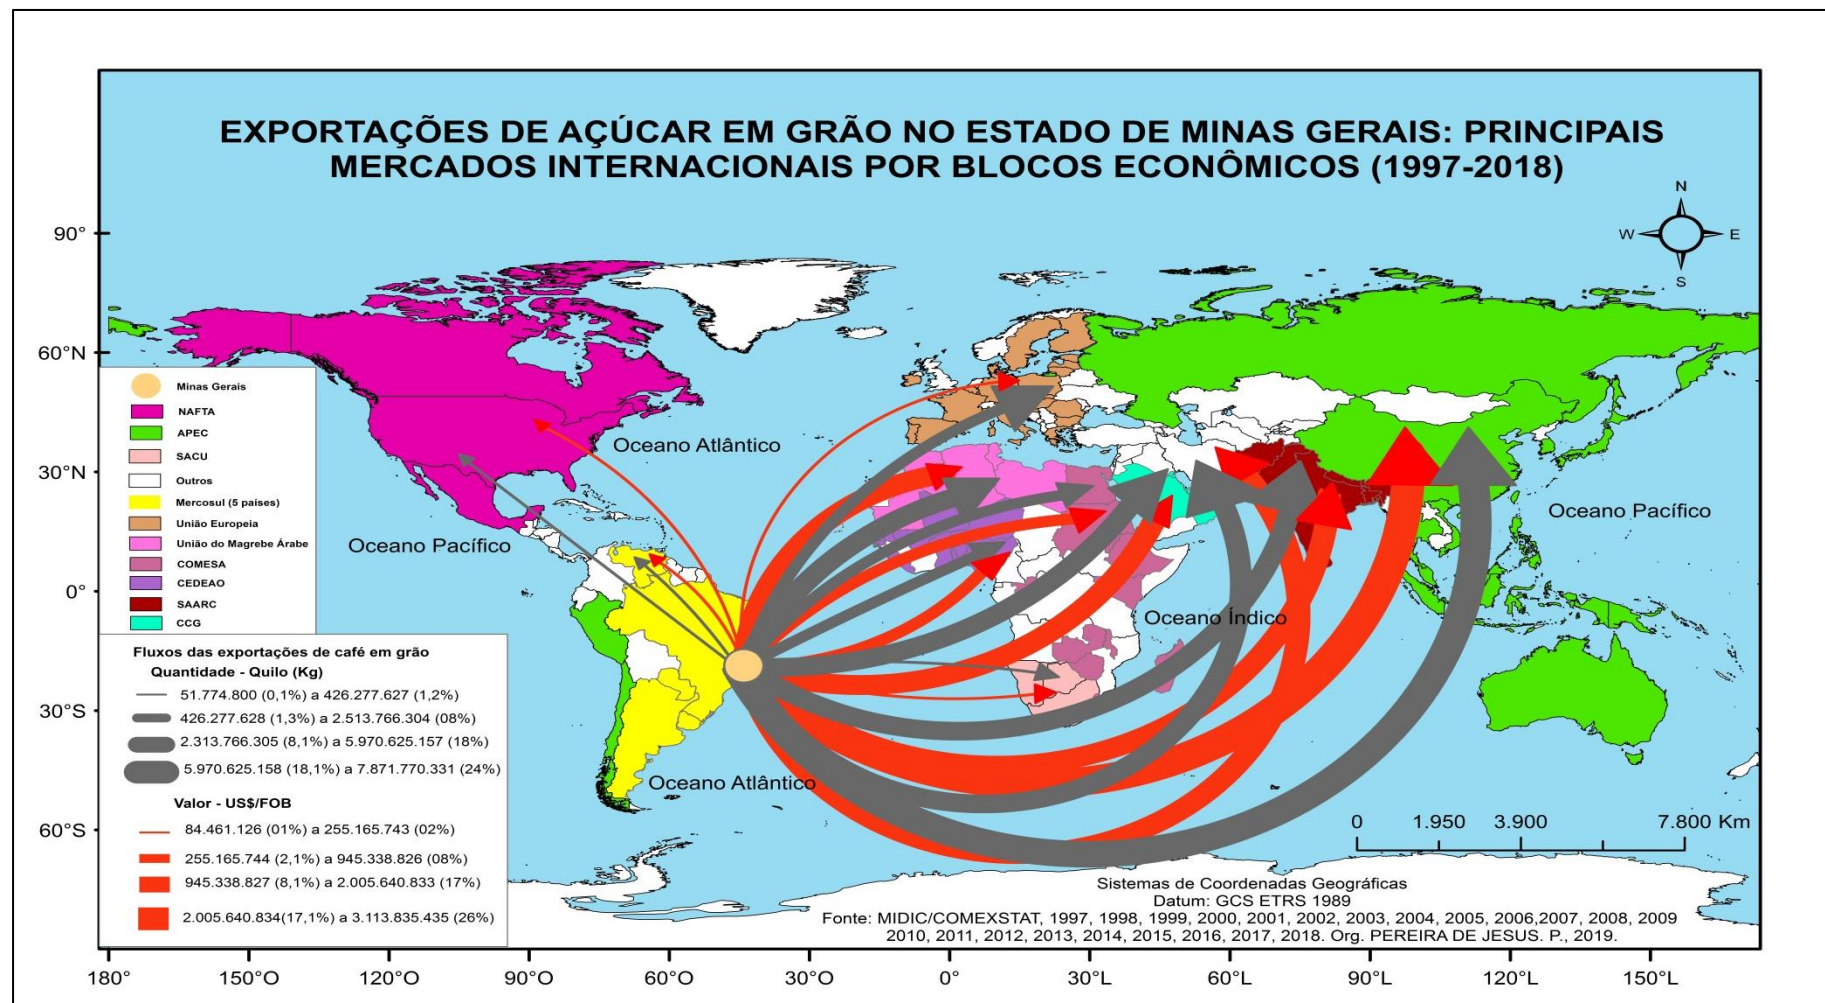 EXPORTAÇÕES DE AÇÚCAR EM GRÃO NO ESTADO DE MINAS GERAIS: PRINCIPAIS
MERCADOS INTERNACIONAIS POR BLOCOS ECONÔMICOS (1997-2018)
N
W
E
S
90°
60°N
30°N
0°
30°S
60°S
Minas Gerais
NAFTA
APEC
SACU
Outros
Mercosul (5 países)
União Europeia
União do Magrebe Árabe
COMESA
CEDEAO
SAARC
CCG
Oceano Atlântico
Oceano Pacífico
Oceano Pacífico
Oceano Índico
Oceano Atlântico
Fluxos das exportações de café em grão
Quantidade - Quilo (Kg)
51.774.800 (0,1%) a 426.277.627 (1,2%)
426.277.628 (1,3%) a 2.513.766.304 (08%)
2.313.766.305 (8,1%) a 5.970.625.157 (18%)
5.970.625.158 (18,1%) a 7.871.770.331 (24%)
Valor - US$/FOB
84.461.126 (01%) a 255.165.743 (02%)
255.165.744 (2,1%) a 945.338.826 (08%)
945.338.827 (8,1%) a 2.005.640.833 (17%)
2.005.640.834(17,1%) a 3.113.835.435 (26%)
0 1.950 3.900 7.800 Km
Sistemas de Coordenadas Geográficas
Datum: GCS ETRS 1989
Fonte: MIDIC/COMEXSTAT, 1997, 1998, 1999, 2000, 2001, 2002, 2003, 2004, 2005, 2006,2007, 2008, 2009
2010, 2011, 2012, 2013, 2014, 2015, 2016, 2017, 2018. Org. PEREIRA DE JESUS. P., 2019.
180° 150°O 120°O 90°O 60°O 30°O 0° 30°L 60°L 90°L 120°L 150°L